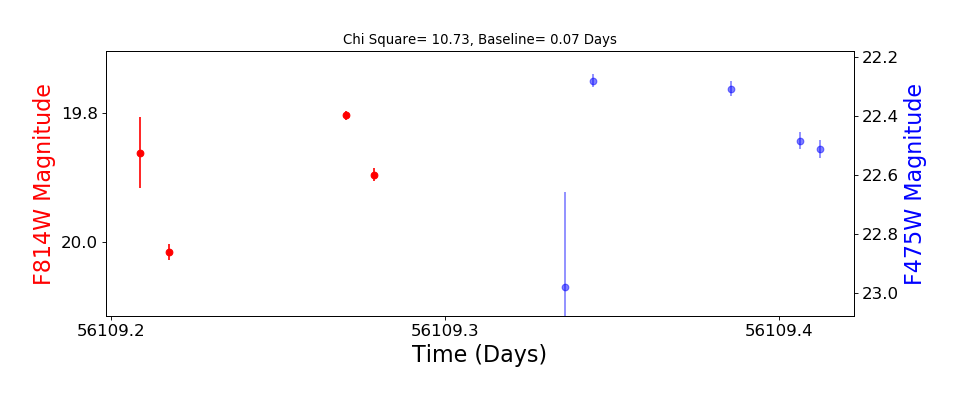 Chi Square= 10.73, Baseline= 0.07 Days
F814W Magnitude
19.8
20.0
22.2
22.4
22.6
22.8
23.0
F475W Magnitude
56109.2
56109.3
56109.4
Time (Days)